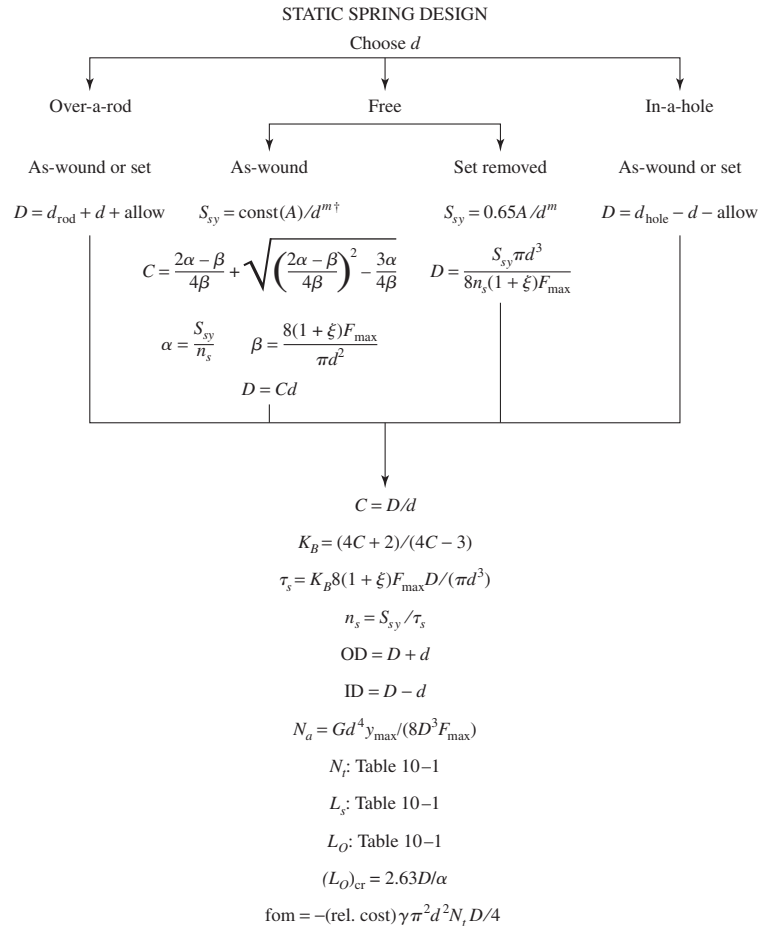 STATIC SPRING DESIGN
Choose d
Over-a-rod Free In-a-hole
As-wound or set As-wound Set removed As-wound or set
D = d_rod + d + allow S_sy = const(A)/d^m† S_sy = 0.65A/d^m D = d_hole − d − allow
C = (2α − β)/(4β) + √(((2α − β)/(4β))^2 − 3α/(4β)) D = S_sy πd^3/(8n_s(1 + ξ)F_max)
α = S_sy/n_s β = 8(1 + ξ)F_max/(πd^2)
D = Cd
C = D/d
K_B = (4C + 2)/(4C − 3)
τ_s = K_B 8(1 + ξ)F_max D/(πd^3)
n_s = S_sy/τ_s
OD = D + d
ID = D − d
N_a = Gd^4 y_max/(8D^3 F_max)
N_t: Table 10–1
L_s: Table 10–1
L_O: Table 10–1
(L_O)_cr = 2.63D/α
fom = −(rel. cost) γπ^2 d^2 N_t D/4